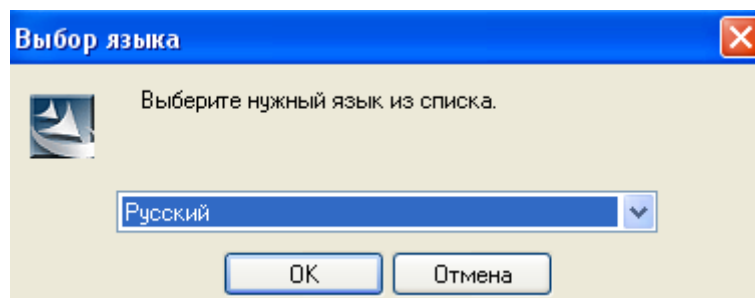 Выбор языка
Выберите нужный язык из списка.
Русский
OK Отмена